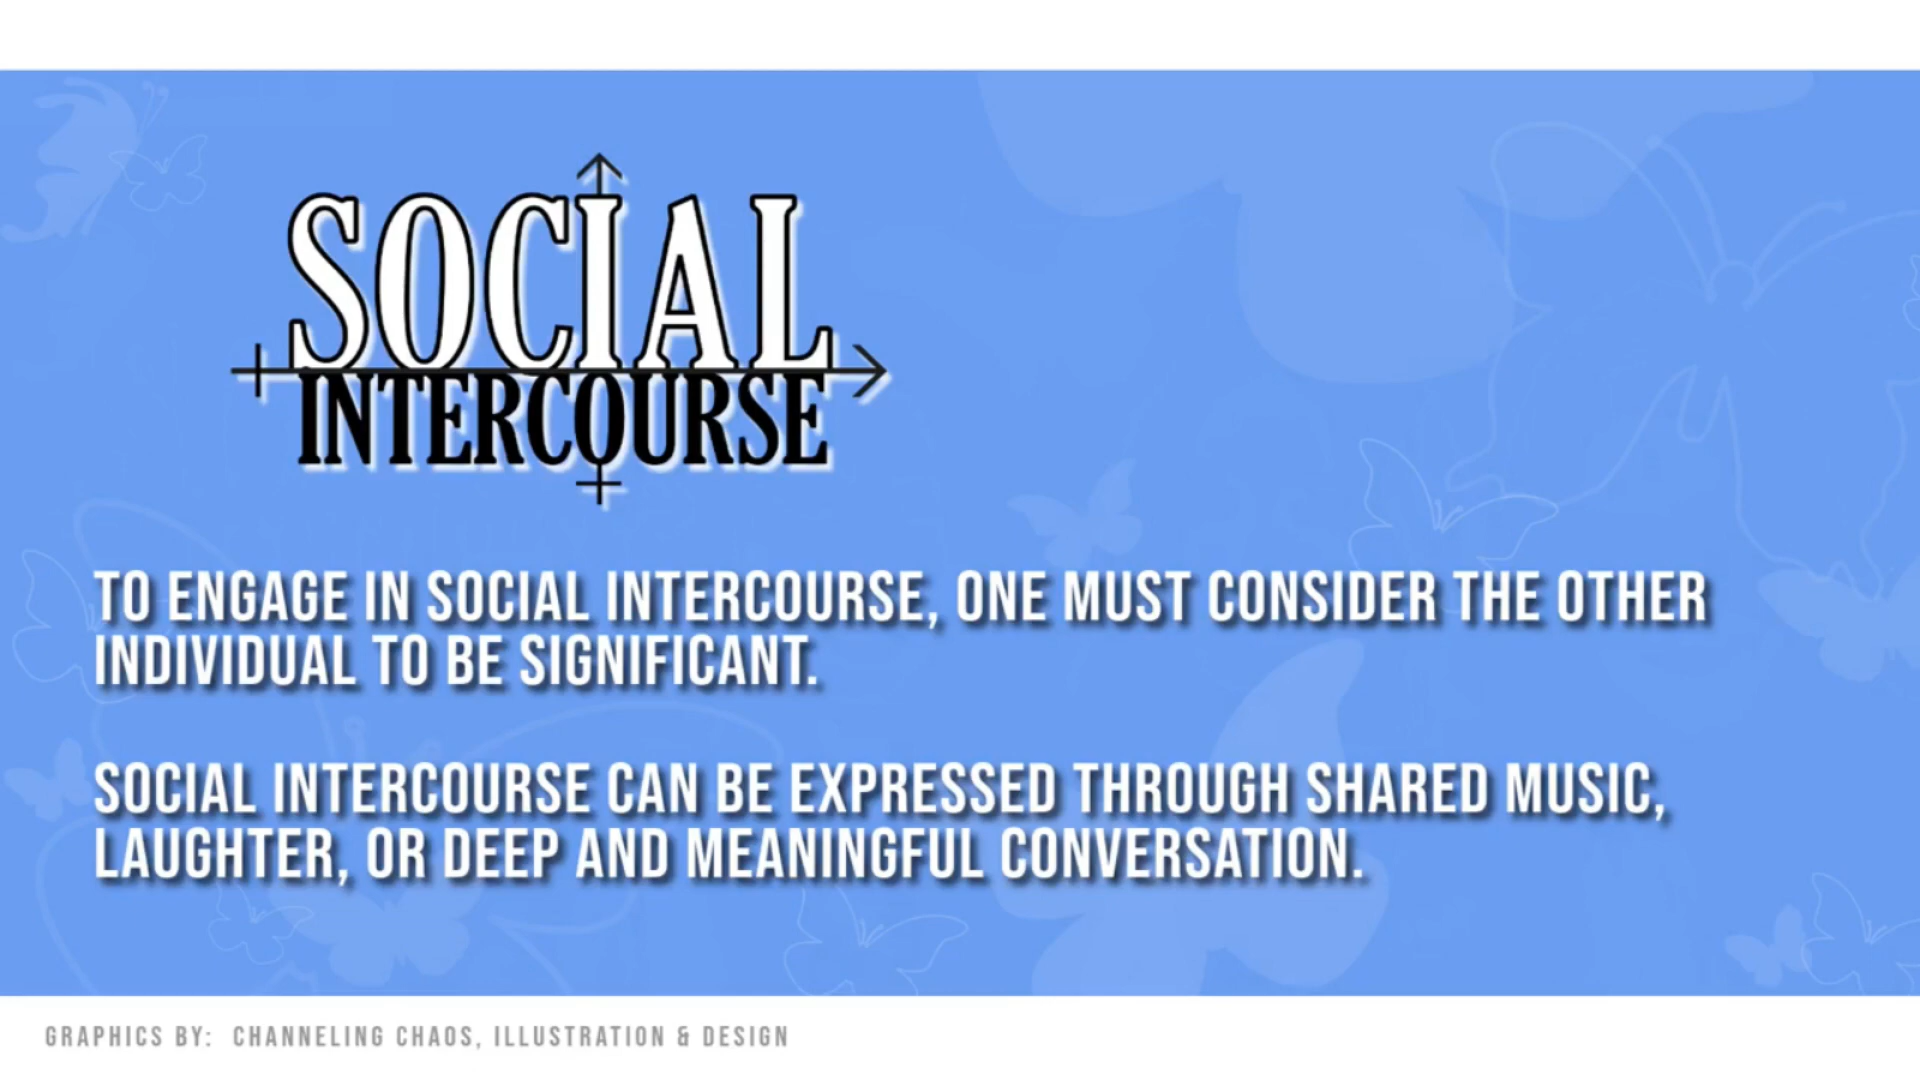 SOCIAL
INTERCOURSE
TO ENGAGE IN SOCIAL INTERCOURSE, ONE MUST CONSIDER THE OTHER
INDIVIDUAL TO BE SIGNIFICANT.
SOCIAL INTERCOURSE CAN BE EXPRESSED THROUGH SHARED MUSIC,
LAUGHTER, OR DEEP AND MEANINGFUL CONVERSATION.
GRAPHICS BY: CHANNELING CHAOS, ILLUSTRATION & DESIGN